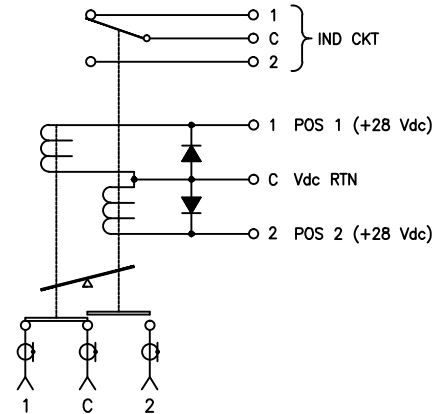 1
C IND CKT
2
1 POS 1 (+28 Vdc)
C Vdc RTN
2 POS 2 (+28 Vdc)
1 C 2